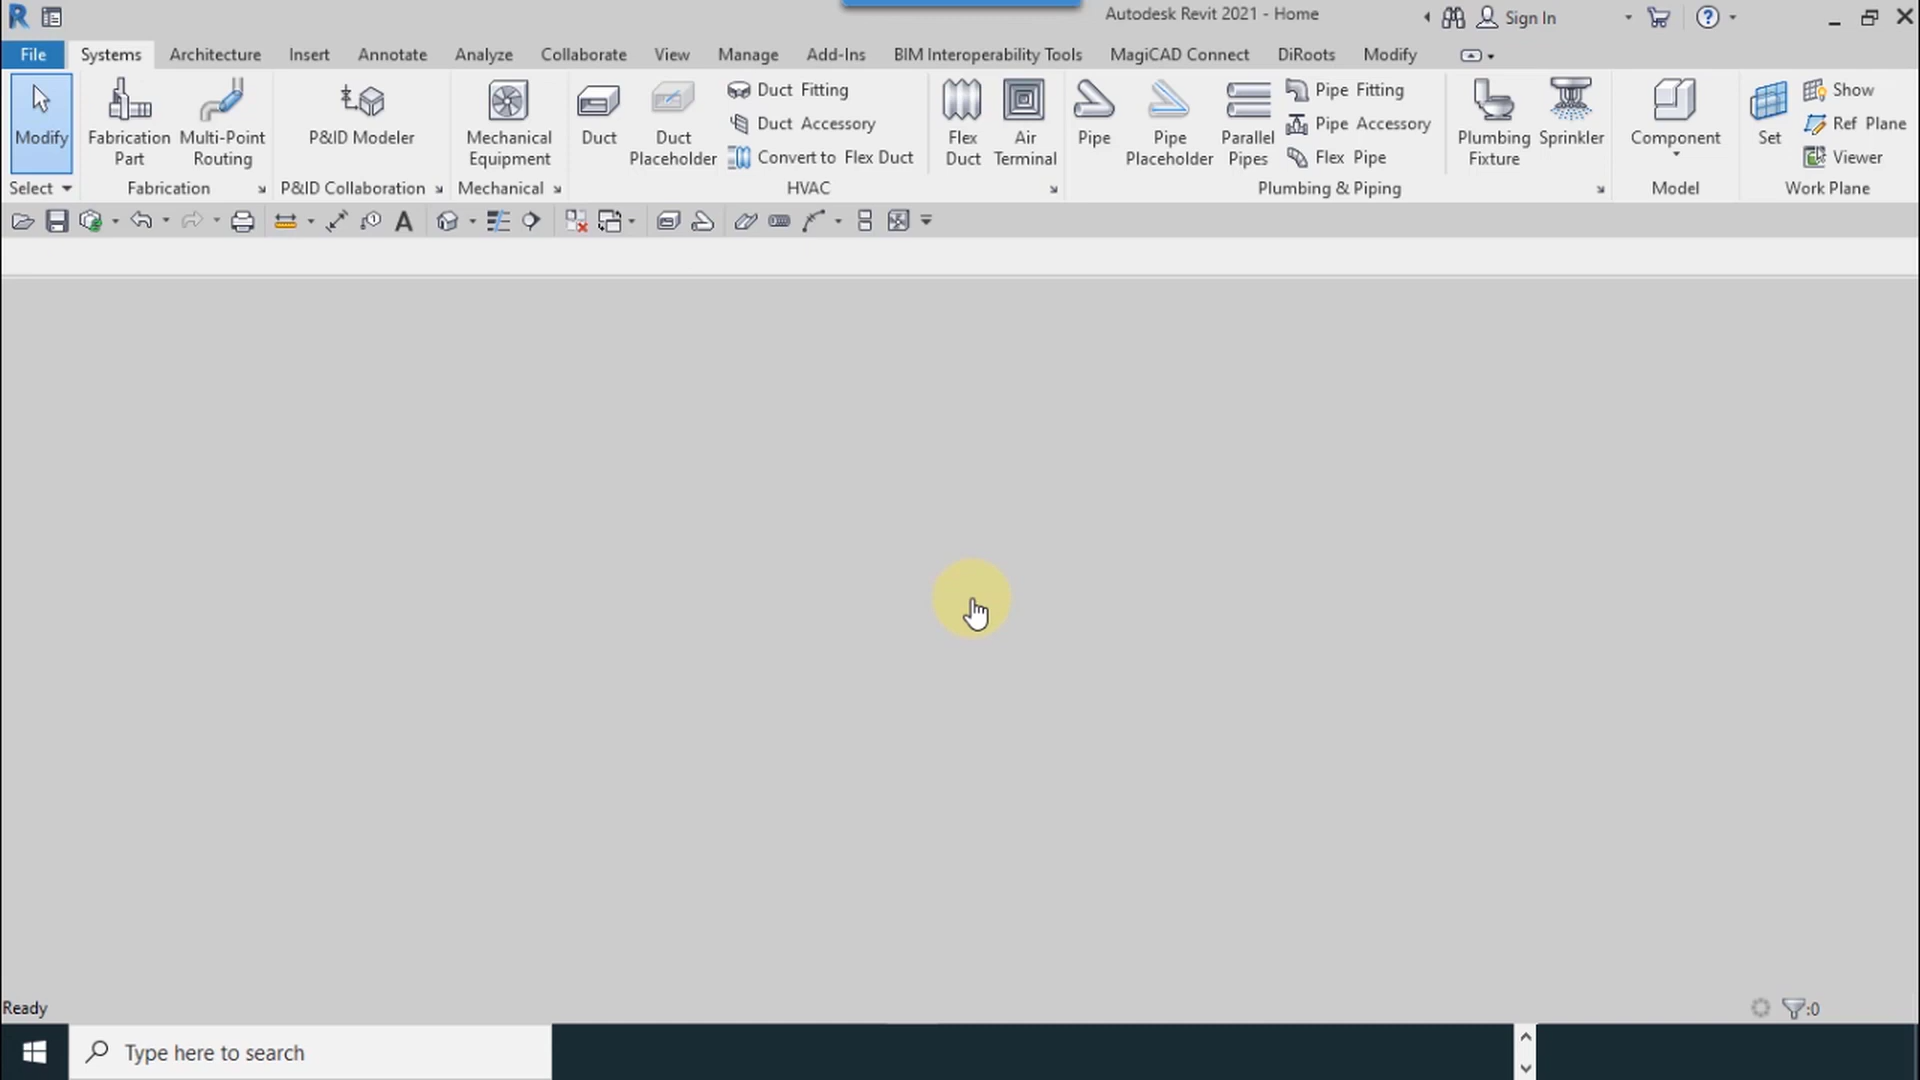 Autodesk Revit 2021 - Home
Sign In
File Systems Architecture Insert Annotate Analyze Collaborate View Manage Add-Ins BIM Interoperability Tools MagiCAD Connect DiRoots Modify
Modify
Fabrication Part
Multi-Point Routing
P&ID Modeler
Mechanical Equipment
Duct
Duct Placeholder
Duct Fitting
Duct Accessory
Convert to Flex Duct
Flex Duct
Air Terminal
Pipe
Pipe Placeholder
Parallel Pipes
Pipe Fitting
Pipe Accessory
Flex Pipe
Plumbing Fixture
Sprinkler
Component
Set
Show
Ref Plane
Viewer
Select Fabrication P&ID Collaboration Mechanical HVAC Plumbing & Piping Model Work Plane
A
Ready
:0
Type here to search